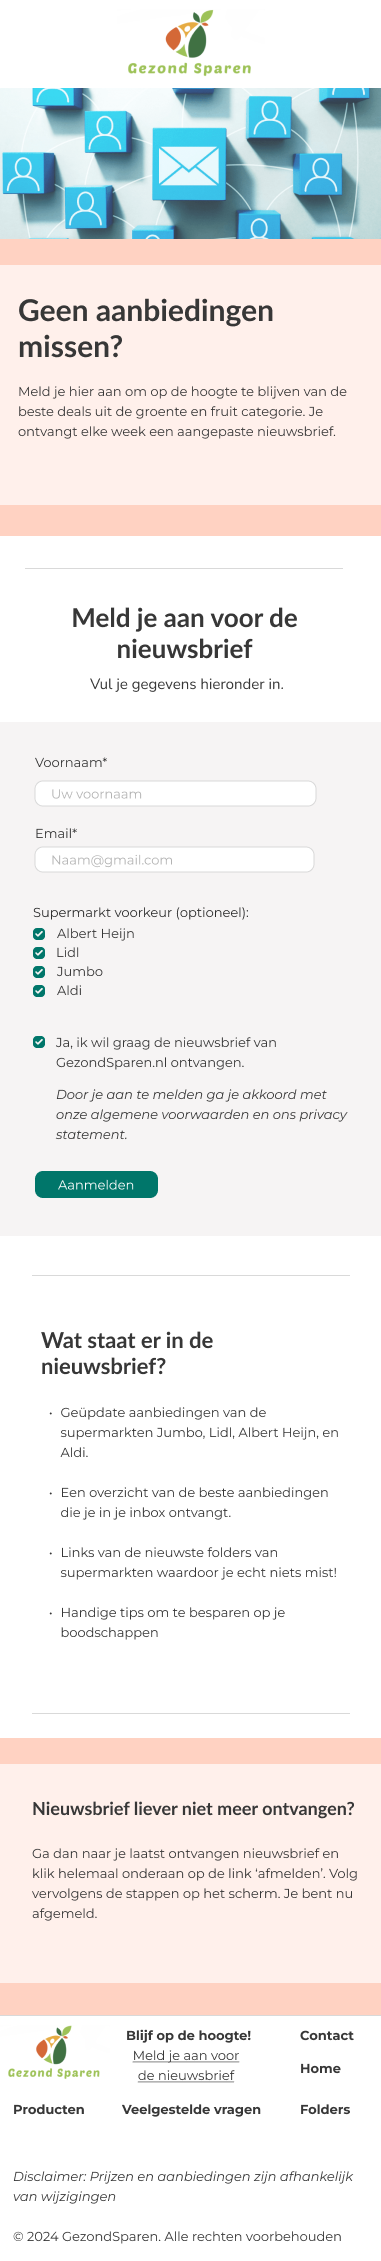 Gezond Sparen
Geen aanbiedingen
missen?
Meld je hier aan om op de hoogte te blijven van de
beste deals uit de groente en fruit categorie. Je
ontvangt elke week een aangepaste nieuwsbrief.
Meld je aan voor de
nieuwsbrief
Vul je gegevens hieronder in.
Voornaam*
Uw voornaam
Email*
Naam@gmail.com
Supermarkt voorkeur (optioneel):
Albert Heijn
Lidl
Jumbo
Aldi
Ja, ik wil graag de nieuwsbrief van
GezondSparen.nl ontvangen.
Door je aan te melden ga je akkoord met
onze algemene voorwaarden en ons privacy
statement.
Aanmelden
Wat staat er in de
nieuwsbrief?
• Geüpdate aanbiedingen van de
supermarkten Jumbo, Lidl, Albert Heijn, en
Aldi.
• Een overzicht van de beste aanbiedingen
die je in je inbox ontvangt.
• Links van de nieuwste folders van
supermarkten waardoor je echt niets mist!
• Handige tips om te besparen op je
boodschappen
Nieuwsbrief liever niet meer ontvangen?
Ga dan naar je laatst ontvangen nieuwsbrief en
klik helemaal onderaan op de link ‘afmelden’. Volg
vervolgens de stappen op het scherm. Je bent nu
afgemeld.
Gezond Sparen
Blijf op de hoogte!
Meld je aan voor
de nieuwsbrief
Contact
Home
Producten
Veelgestelde vragen
Folders
Disclaimer: Prijzen en aanbiedingen zijn afhankelijk
van wijzigingen
© 2024 GezondSparen. Alle rechten voorbehouden